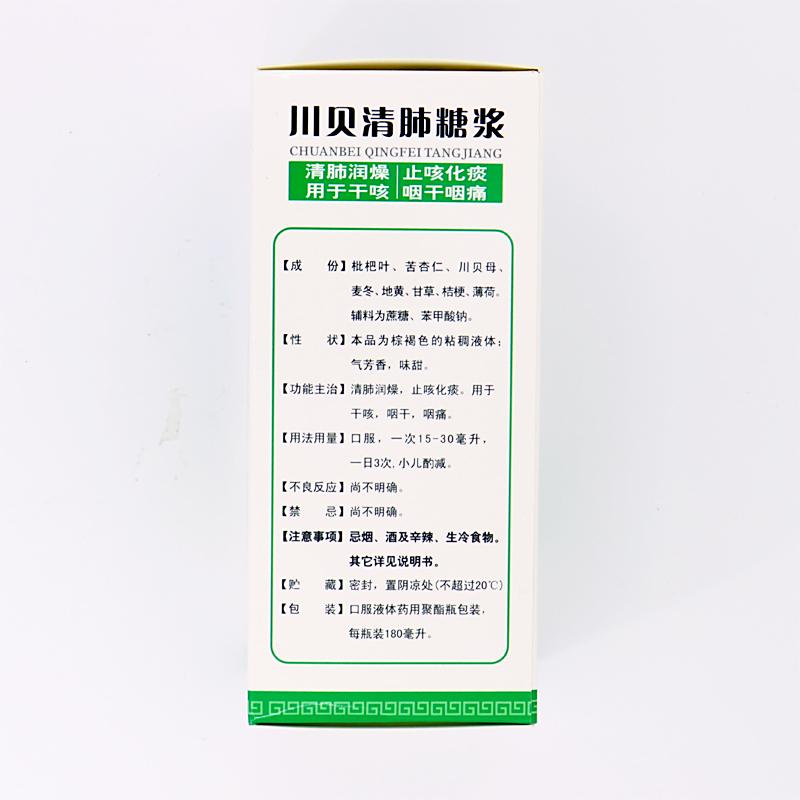 川贝清肺糖浆
CHUANBEI QINGFEI TANGJIANG
清肺润燥 止咳化痰
用于干咳 咽干咽痛
【成份】枇杷叶、苦杏仁、川贝母、
麦冬、地黄、甘草、桔梗、薄荷。
辅料为蔗糖、苯甲酸钠。
【性状】本品为棕褐色的粘稠液体；
气芳香，味甜。
【功能主治】清肺润燥，止咳化痰。用于
干咳，咽干，咽痛。
【用法用量】口服，一次15-30毫升，
一日3次,小儿酌减。
【不良反应】尚不明确。
【禁忌】尚不明确。
【注意事项】忌烟、酒及辛辣、生冷食物。
其它详见说明书。
【贮藏】密封，置阴凉处(不超过20℃)
【包装】口服液体药用聚酯瓶包装，
每瓶装180毫升。